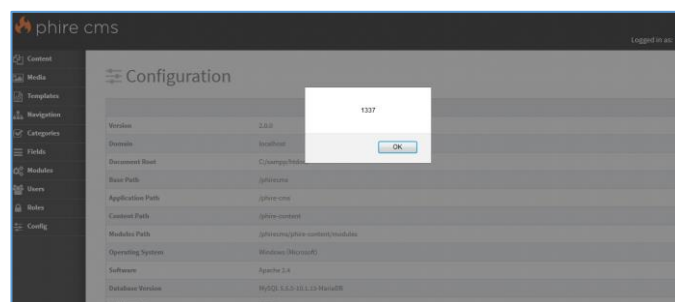 phire cms
Logged in as:
Content
Media
Templates
Navigation
Categories
Fields
Modules
Users
Roles
Config
Configuration
1337
OK
Version 2.0.0
Domain localhost
Document Root C:/xampp/htdocs
Base Path /phirecms
Application Path /phire-cms
Content Path /phire-content
Modules Path /phirecms/phire-content/modules
Operating System Windows (Microsoft)
Software Apache 2.4
Database Version